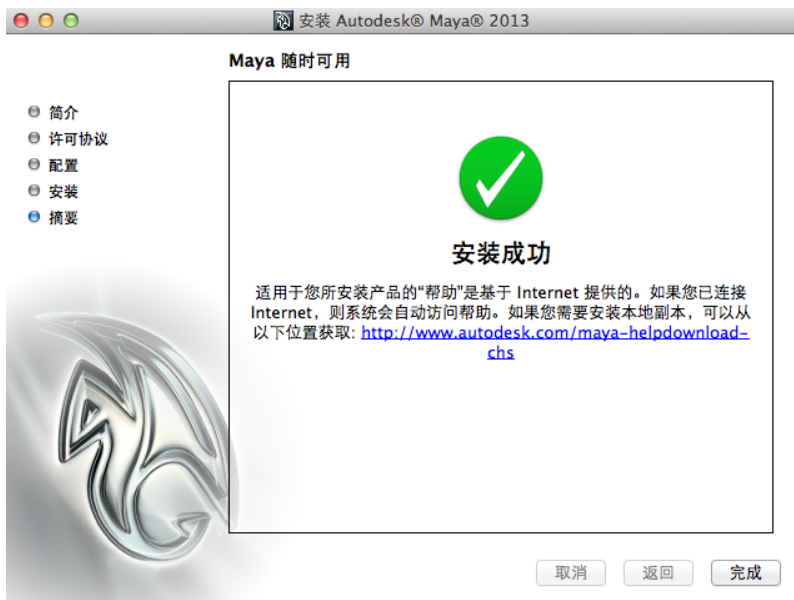 安装 Autodesk® Maya® 2013
Maya 随时可用
简介
许可协议
配置
安装
摘要
安装成功
适用于您所安装产品的“帮助”是基于 Internet 提供的。如果您已连接
Internet，则系统会自动访问帮助。如果您需要安装本地副本，可以从
以下位置获取: http://www.autodesk.com/maya-helpdownload-
chs
取消
返回
完成